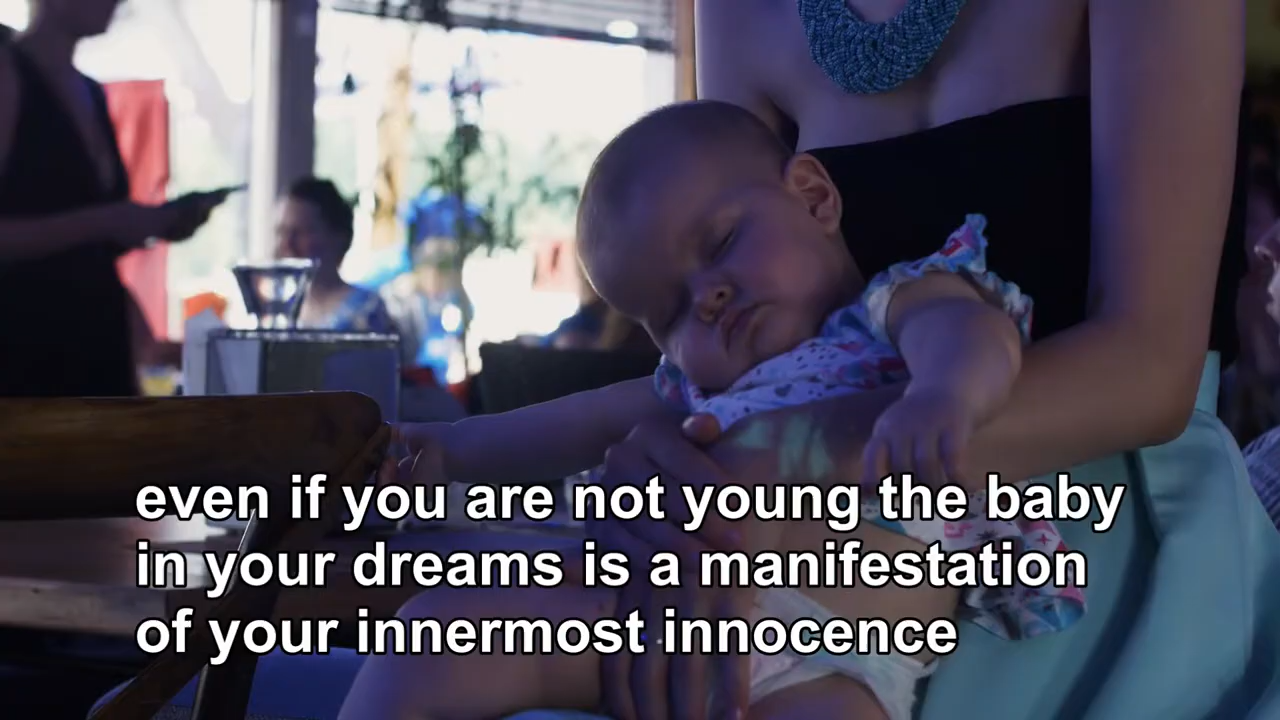 even if you are not young the baby
in your dreams is a manifestation
of your innermost innocence